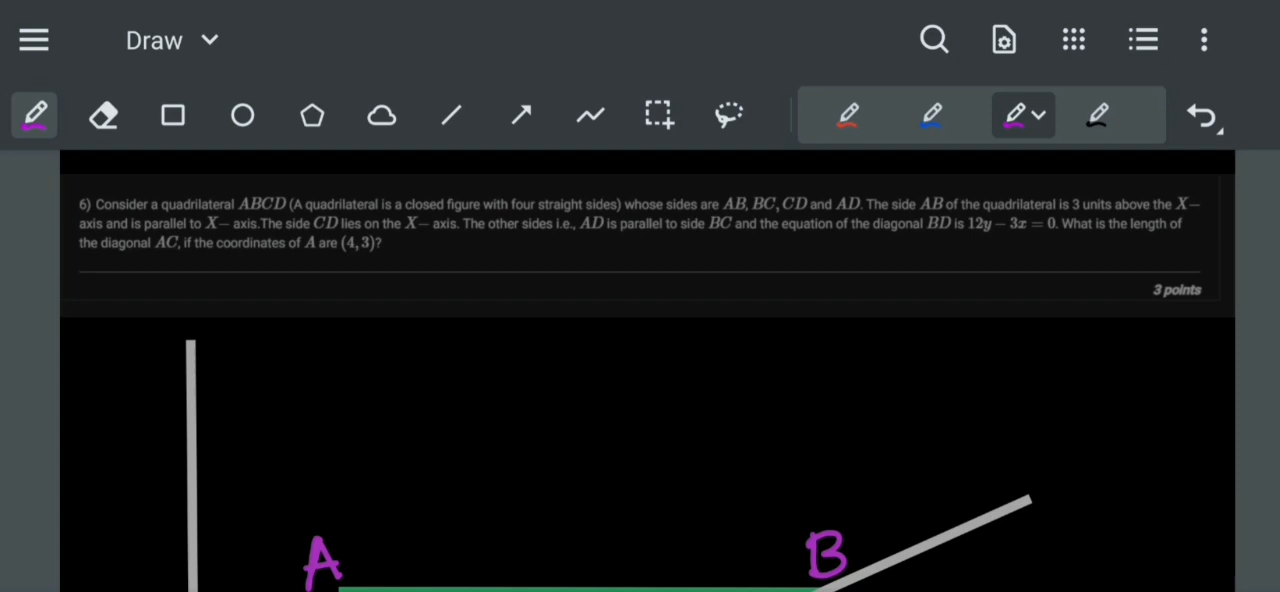 Draw
6) Consider a quadrilateral ABCD (A quadrilateral is a closed figure with four straight sides) whose sides are AB, BC, CD and AD. The side AB of the quadrilateral is 3 units above the X−
axis and is parallel to X− axis.The side CD lies on the X− axis. The other sides i.e., AD is parallel to side BC and the equation of the diagonal BD is 12y − 3x = 0. What is the length of
the diagonal AC, if the coordinates of A are (4, 3)?
3 points
A B